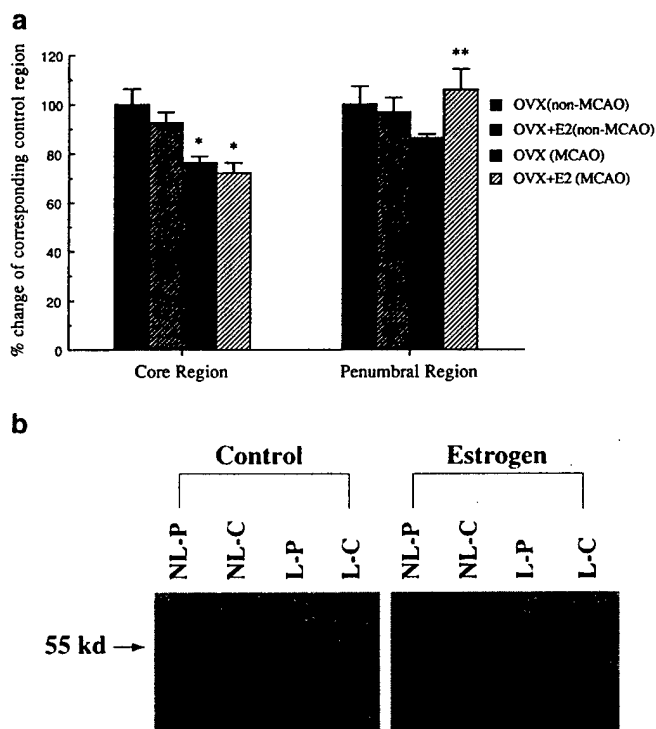 a
% change of corresponding control region
120
100
80
60
40
20
0
*
*
**
Core Region
Penumbral Region
OVX(non-MCAO)
OVX+E2(non-MCAO)
OVX (MCAO)
OVX+E2 (MCAO)
b
Control
Estrogen
NL-P
NL-C
L-P
L-C
NL-P
NL-C
L-P
L-C
55 kd →